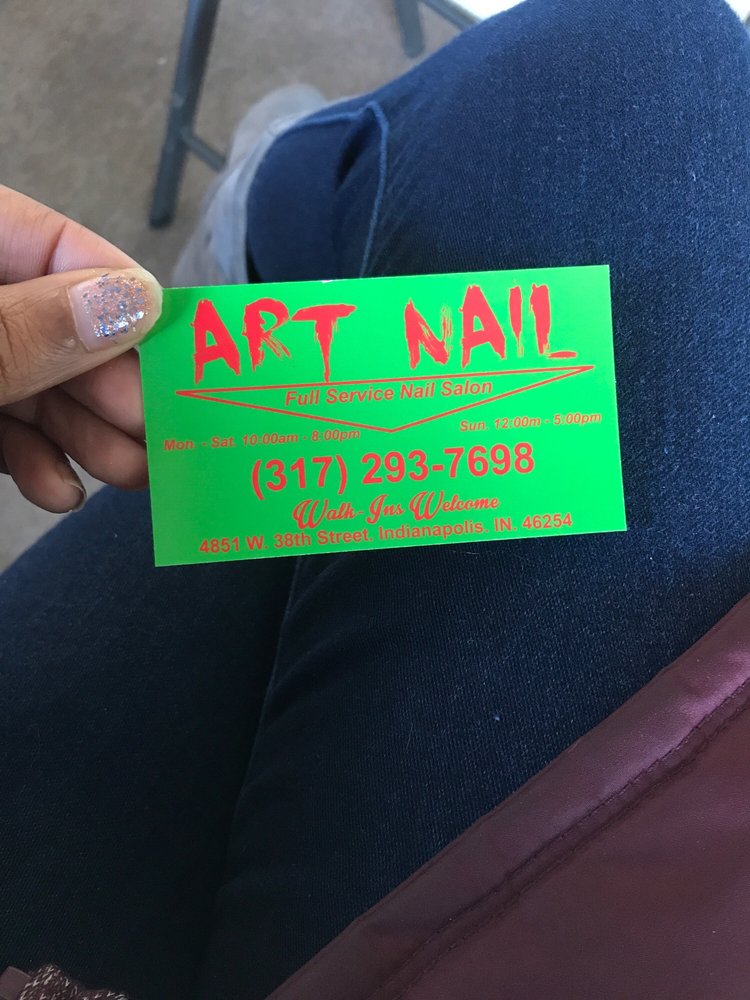 ART NAIL
Full Service Nail Salon
Mon. - Sat. 10:00am - 8:00pm
Sun. 12:00m - 5:00pm
(317) 293-7698
Walk-Ins Welcome
4851 W. 38th Street, Indianapolis, IN. 46254